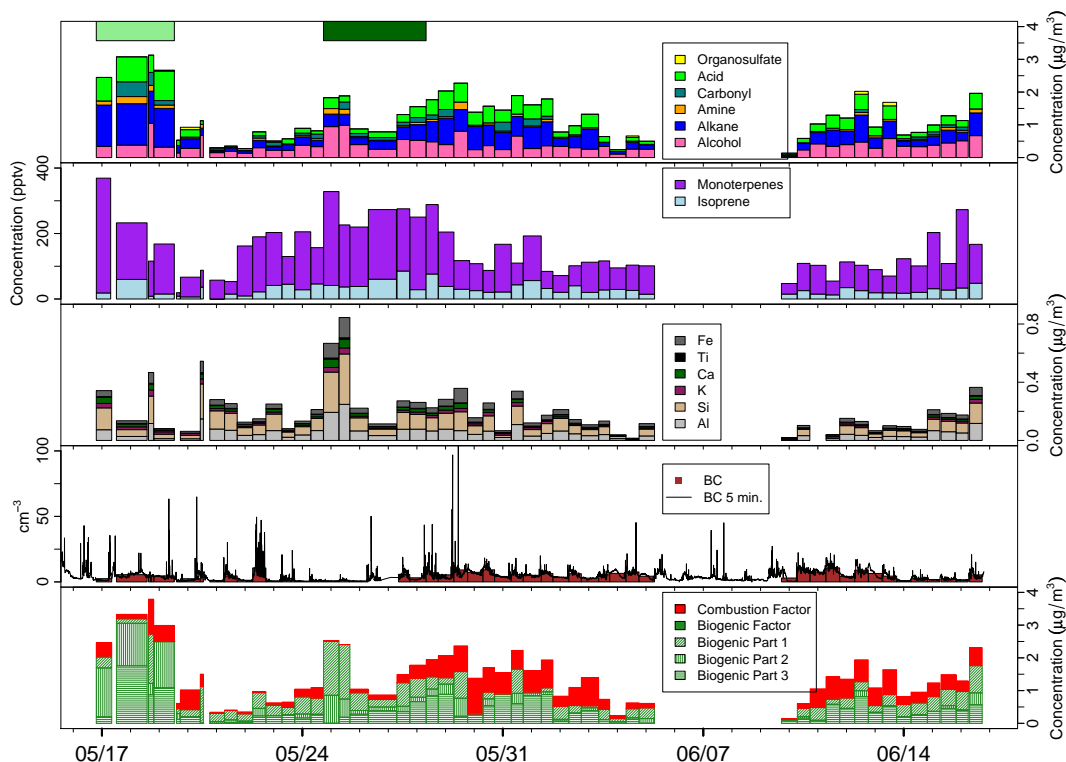 0 1 2 3 4
Concentration (μg/m³)
Organosulfate
Acid
Carbonyl
Amine
Alkane
Alcohol
0 200 400
Concentration (pptv)
Monoterpenes
Isoprene
0.0 0.4 0.8
Concentration (μg/m³)
Fe
Ti
Ca
K
Si
Al
0 50 100
cm⁻³
BC
BC 5 min.
0 1 2 3 4
Concentration (μg/m³)
Combustion Factor
Biogenic Factor
Biogenic Part 1
Biogenic Part 2
Biogenic Part 3
05/17 05/24 05/31 06/07 06/14